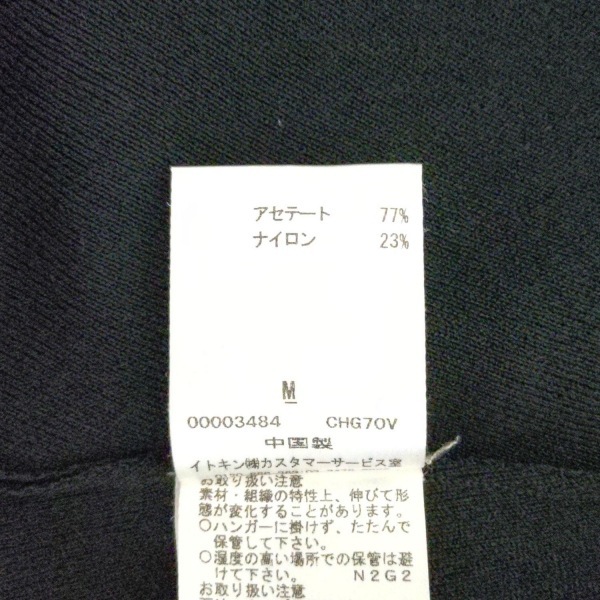 アセテート 77%
ナイロン 23%
M
00003484 CHG70V
中国製
イトキン㈱カスタマーサービス室
お取り扱い注意
素材・組織の特性上、伸びて形
態が変化することがあります。
○ハンガーに掛けず、たたんで
保管して下さい。
○湿度の高い場所での保管は避
けて下さい。 N2G2
お取り扱い注意